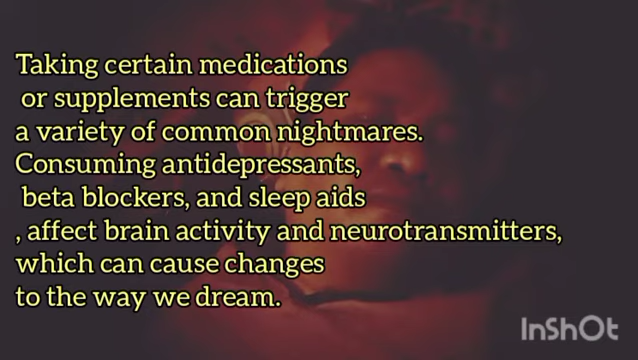 Taking certain medications
or supplements can trigger
a variety of common nightmares.
Consuming antidepressants,
beta blockers, and sleep aids
, affect brain activity and neurotransmitters,
which can cause changes
to the way we dream.
InShOt